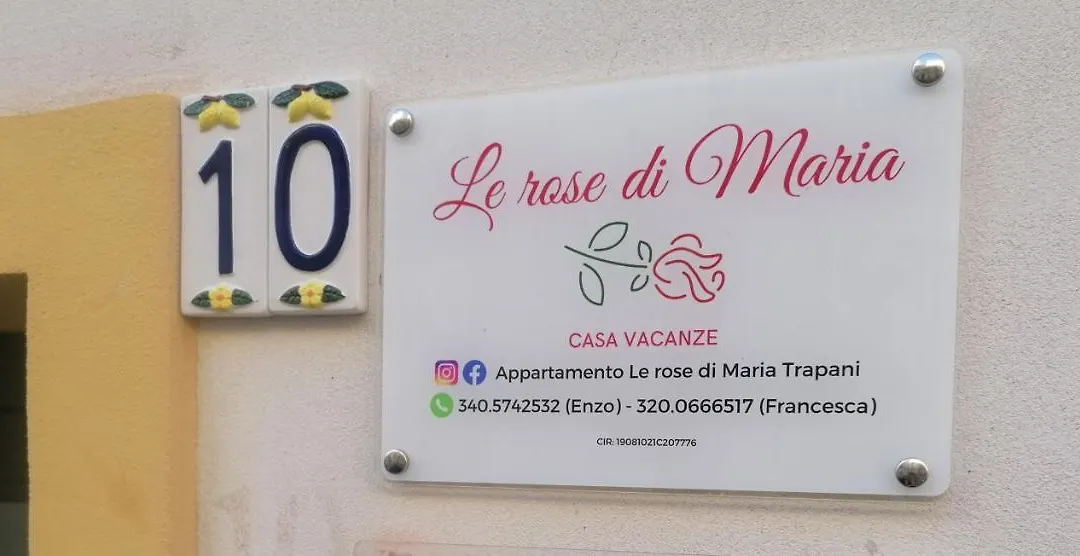 10
Le rose di Maria
CASA VACANZE
Appartamento Le rose di Maria Trapani
340.5742532 (Enzo) - 320.0666517 (Francesca)
CIR: 19081021C207776